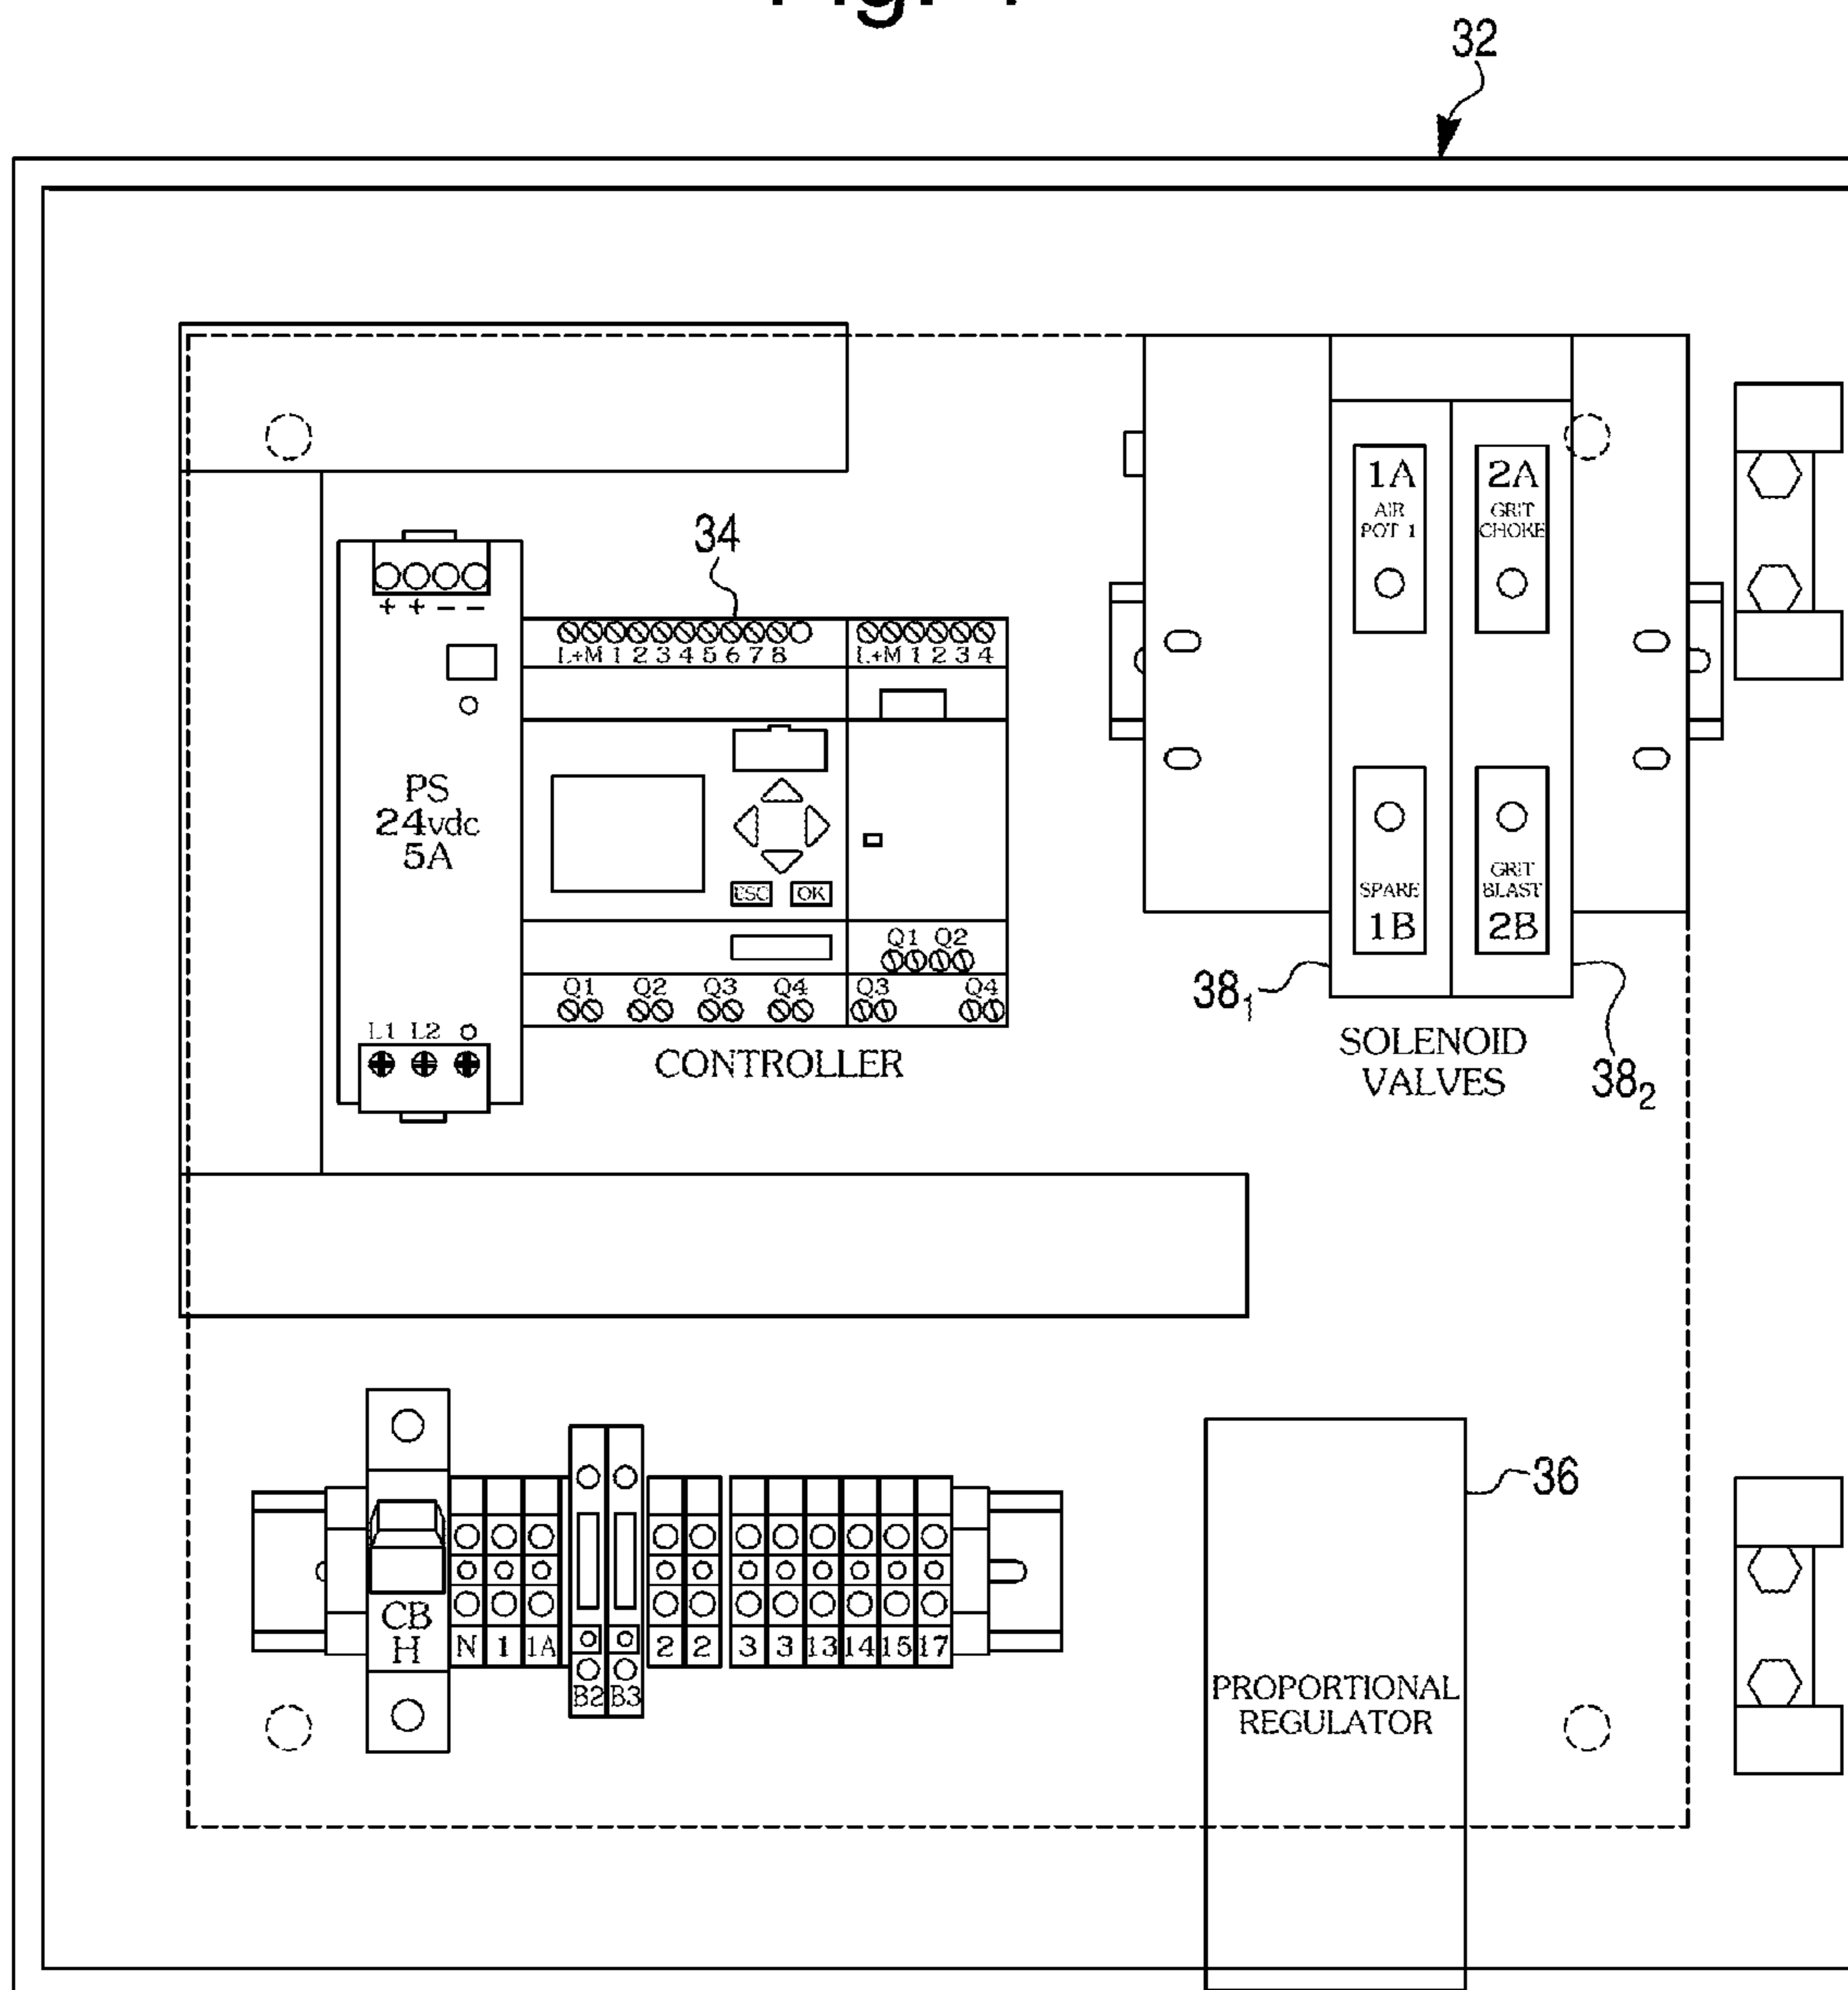 32
34
+ + - -
L+M 1 2 3 4 5 6 7 8
L+M 1 2 3 4
PS
24vdc
5A
ESC OK
Q1 Q2
Q1 Q2 Q3 Q4 Q3 Q4
L1 L2
CONTROLLER
1A
AIR
POT 1
2A
GRIT
CHOKE
SPARE
1B
GRIT
BLAST
2B
38₁
38₂
SOLENOID
VALVES
CB
H
N 1 1A
B2 B3
2 2 3 3 13 14 15 17
36
PROPORTIONAL
REGULATOR